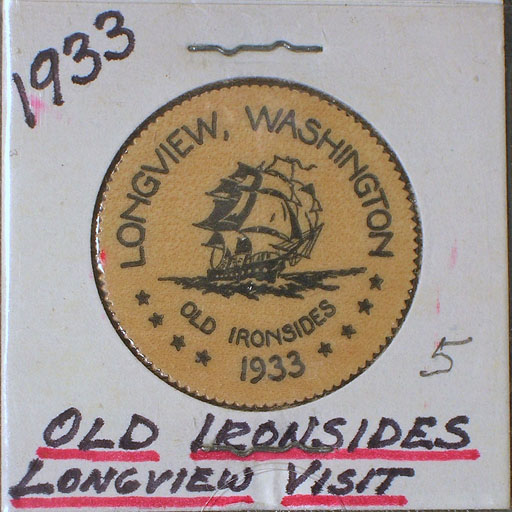 1933
LONGVIEW, WASHINGTON
OLD IRONSIDES
1933
5
OLD IRONSIDES
LONGVIEW VISIT